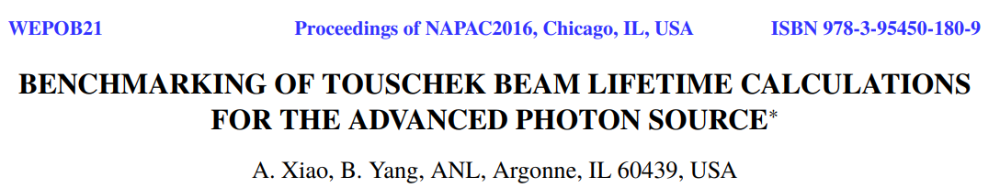 WEPOB21 Proceedings of NAPAC2016, Chicago, IL, USA ISBN 978-3-95450-180-9
BENCHMARKING OF TOUSCHEK BEAM LIFETIME CALCULATIONS
FOR THE ADVANCED PHOTON SOURCE*
A. Xiao, B. Yang, ANL, Argonne, IL 60439, USA